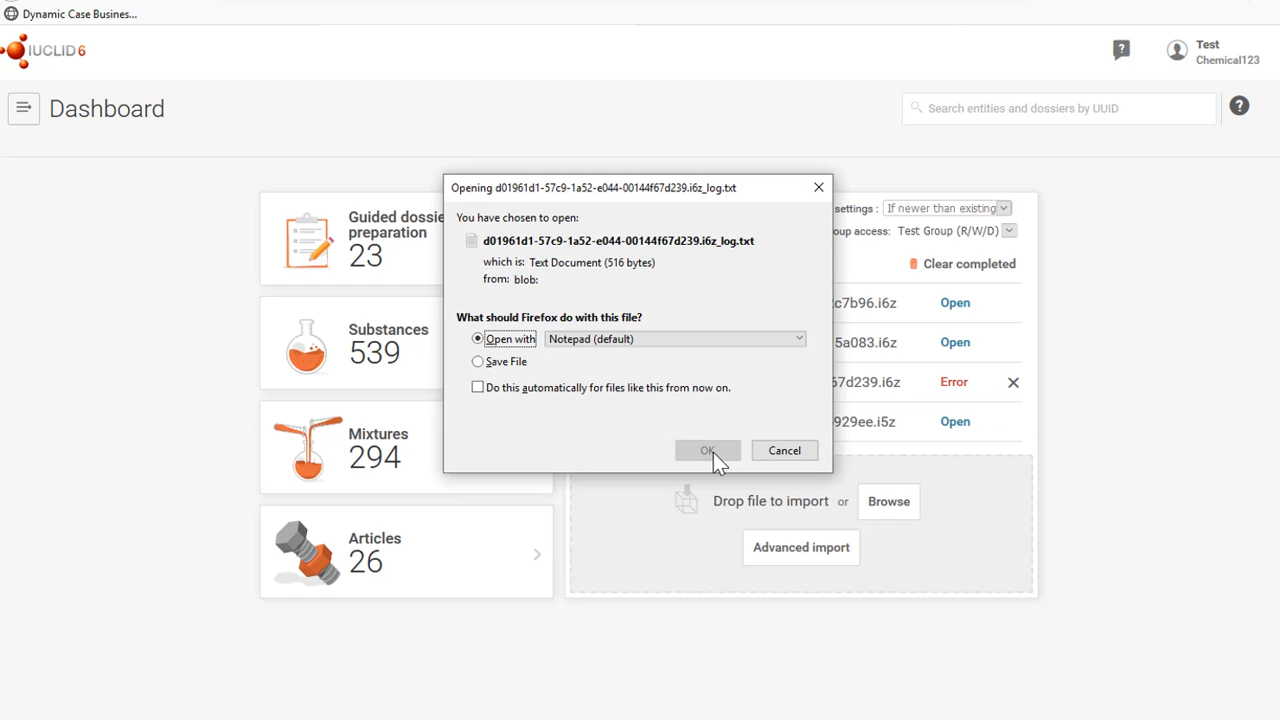 Dynamic Case Busines...
IUCLID 6
Test
Chemical123
Dashboard
Search entities and dossiers by UUID
Guided dossie
preparation
23
Substances
539
Mixtures
294
Articles
26
Opening d01961d1-57c9-1a52-e044-00144f67d239.i6z_log.txt
You have chosen to open:
d01961d1-57c9-1a52-e044-00144f67d239.i6z_log.txt
which is: Text Document (516 bytes)
from: blob:
What should Firefox do with this file?
Open with Notepad (default)
Save File
Do this automatically for files like this from now on.
OK Cancel
settings : If newer than existing
oup access: Test Group (R/W/D)
Clear completed
c7b96.i6z Open
5a083.i6z Open
67d239.i6z Error
929ee.i5z Open
Drop file to import or Browse
Advanced import